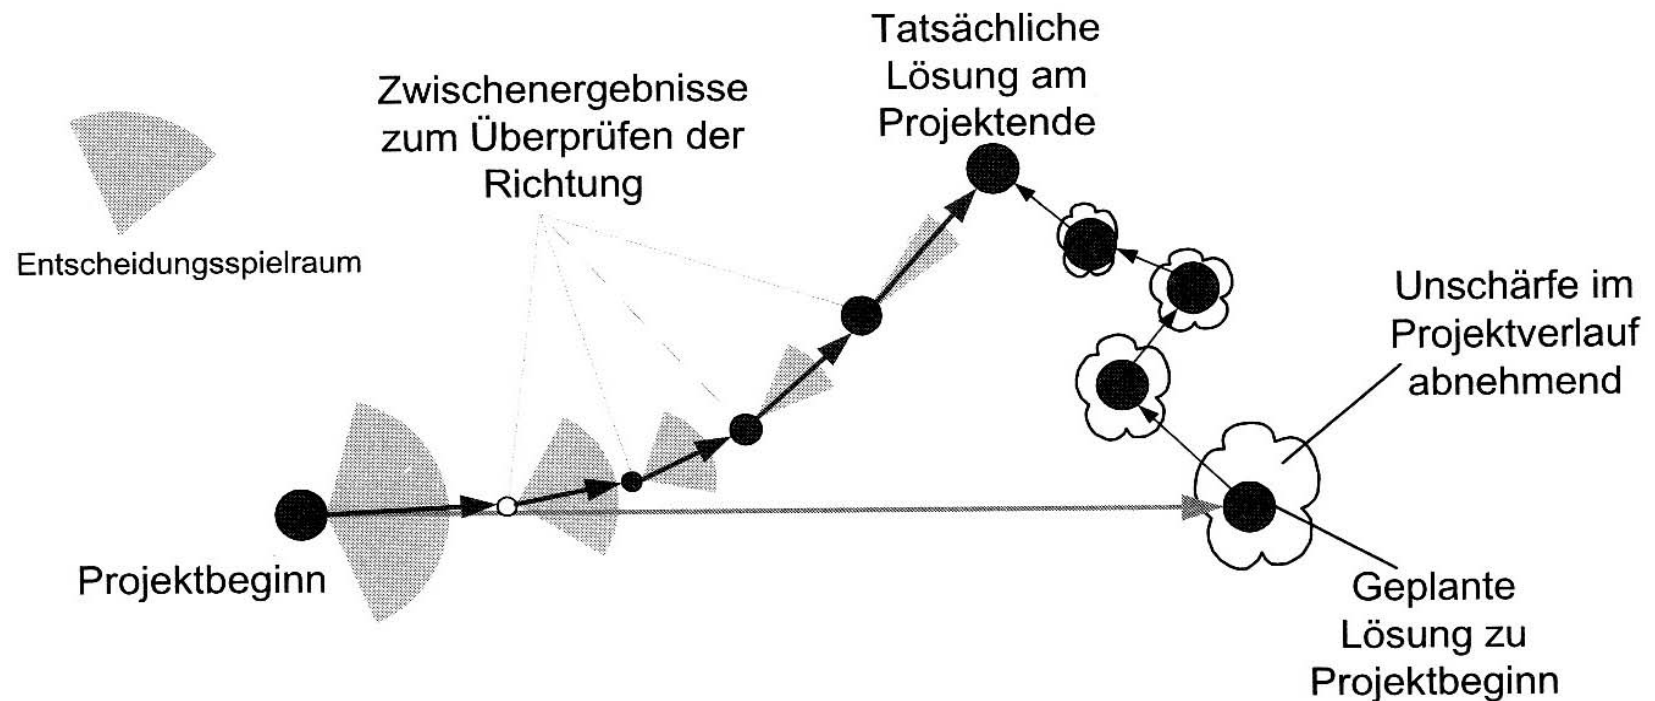 Tatsächliche
Lösung am
Projektende
Zwischenergebnisse
zum Überprüfen der
Richtung
Entscheidungsspielraum
Unschärfe im
Projektverlauf
abnehmend
Projektbeginn
Geplante
Lösung zu
Projektbeginn